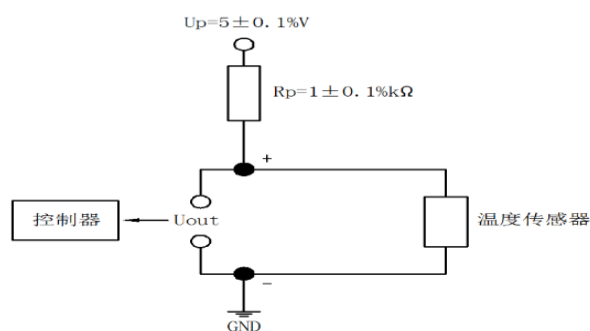 Up=5±0.1%V
Rp=1±0.1%kΩ
+
控制器
Uout
温度传感器
-
GND